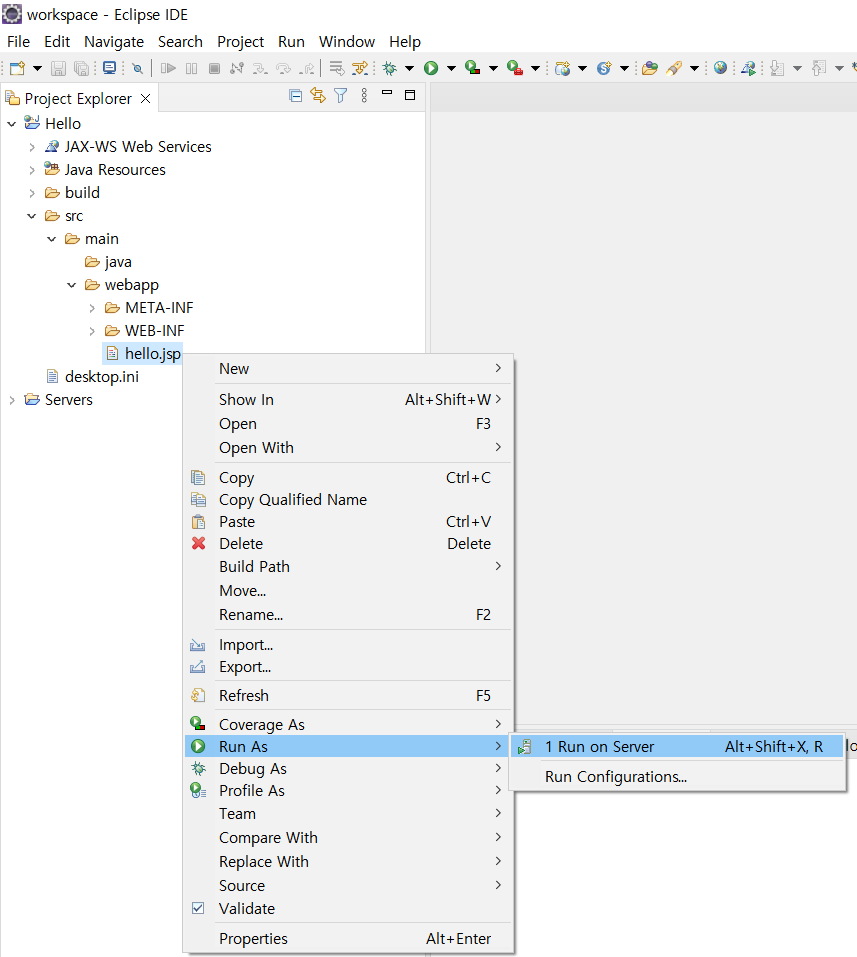 workspace - Eclipse IDE
File Edit Navigate Search Project Run Window Help
Project Explorer
Hello
JAX-WS Web Services
Java Resources
build
src
main
java
webapp
META-INF
WEB-INF
hello.jsp
desktop.ini
Servers
New
Show In Alt+Shift+W
Open F3
Open With
Copy Ctrl+C
Copy Qualified Name
Paste Ctrl+V
Delete Delete
Build Path
Move...
Rename... F2
Import...
Export...
Refresh F5
Coverage As
Run As
Debug As
Profile As
Team
Compare With
Replace With
Source
Validate
Properties Alt+Enter
1 Run on Server Alt+Shift+X, R
Run Configurations...